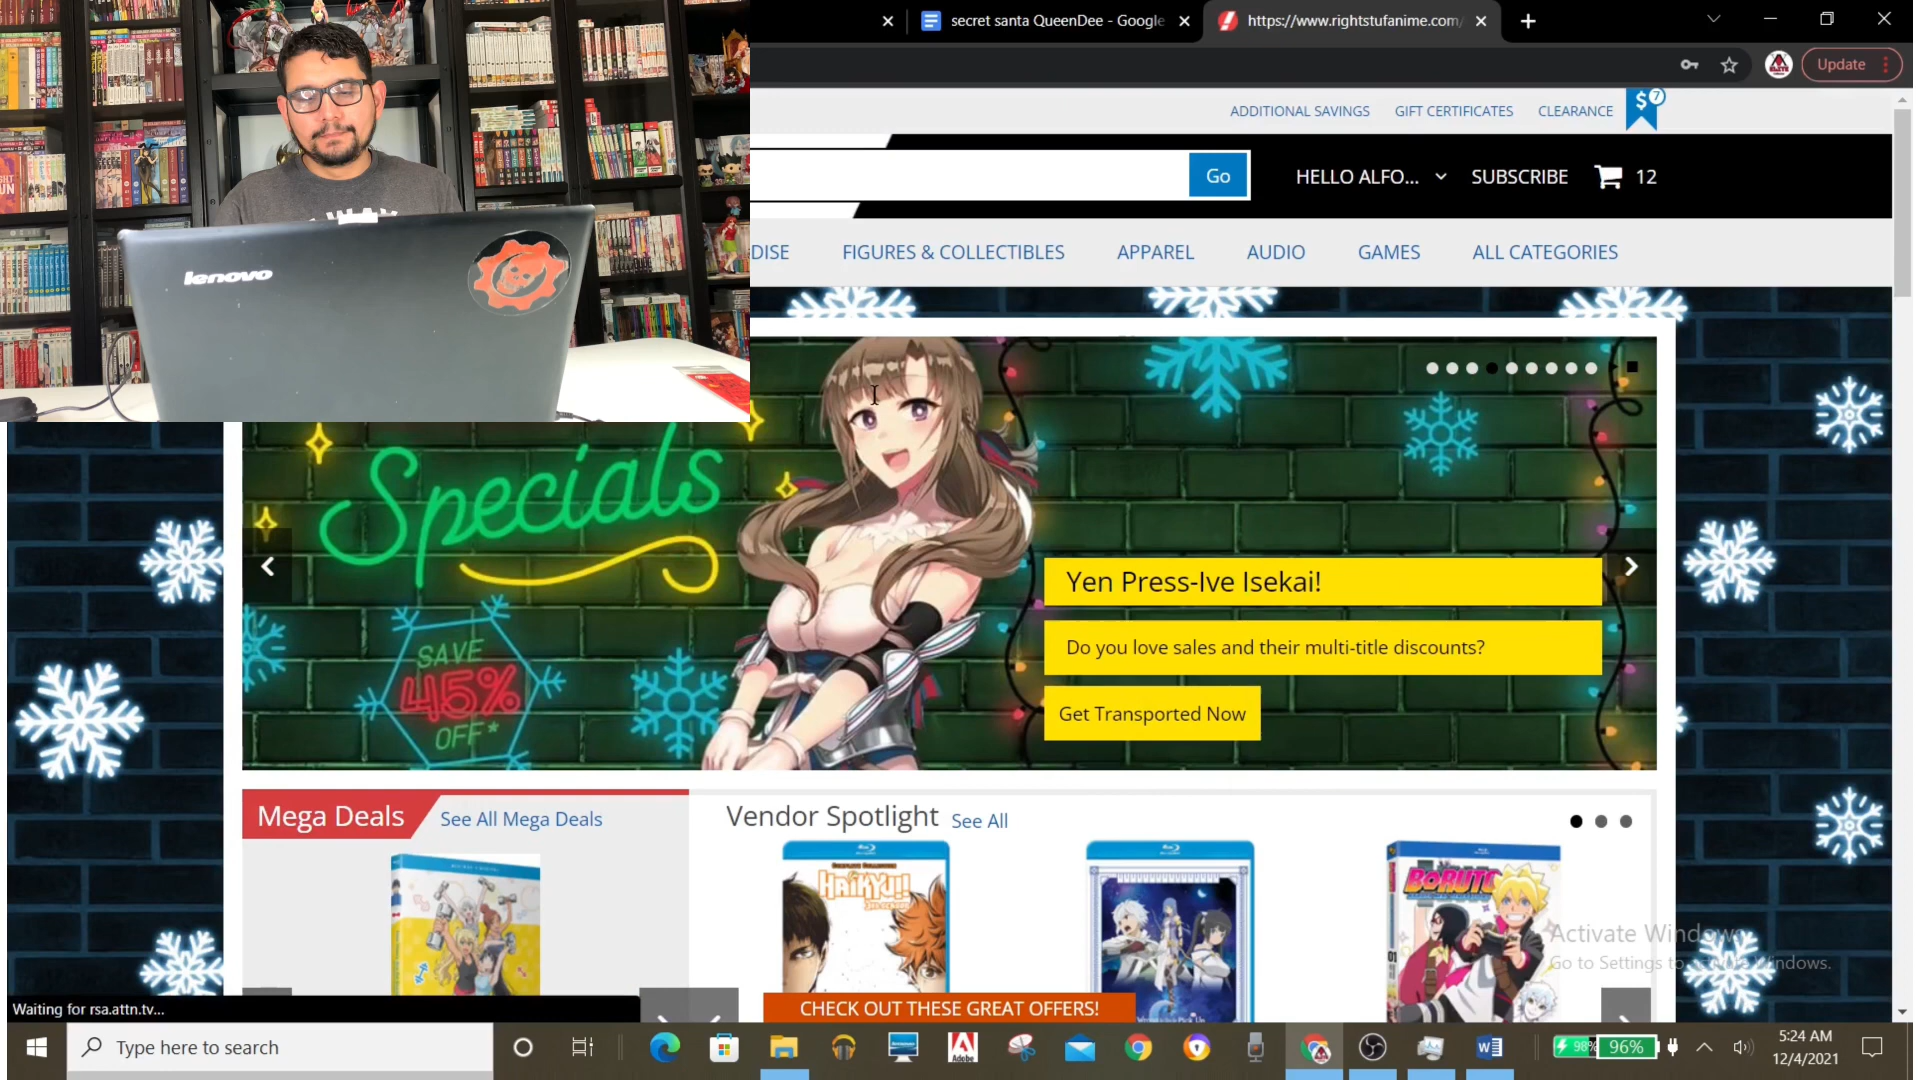 secret santa QueenDee - Google
https://www.rightstufanime.com/
Update
ADDITIONAL SAVINGS
GIFT CERTIFICATES
CLEARANCE
$ 7
Go
HELLO ALFO...
SUBSCRIBE
12
DISE
FIGURES & COLLECTIBLES
APPAREL
AUDIO
GAMES
ALL CATEGORIES
lenovo
Specials
SAVE
45%
OFF*
Yen Press-Ive Isekai!
Do you love sales and their multi-title discounts?
Get Transported Now
Mega Deals
See All Mega Deals
Vendor Spotlight
See All
HAIKYU!!
BORUTO
Activate Windows
Go to Settings to activate Windows.
CHECK OUT THESE GREAT OFFERS!
Waiting for rsa.attn.tv...
Type here to search
Adobe
98%
96%
5:24 AM
12/4/2021